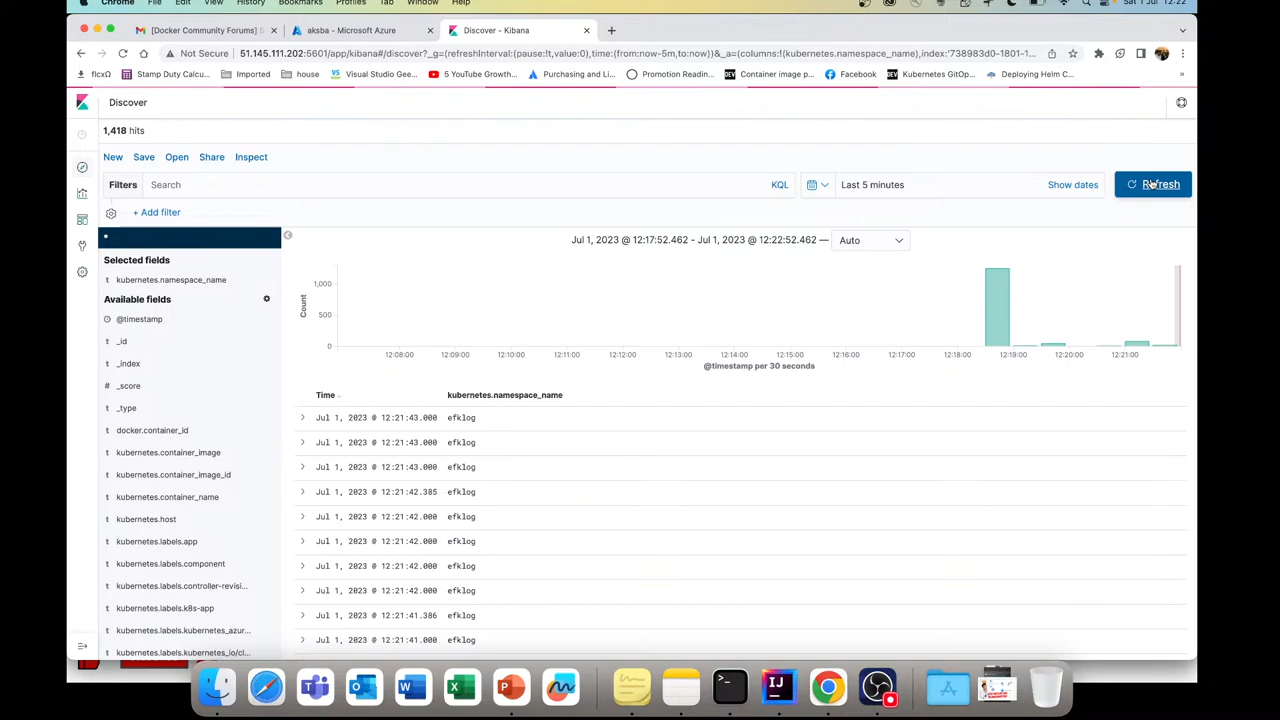 Chrome File Edit View History Bookmarks Profiles Tab Window Help Sat 1 Jul 12:22
[Docker Community Forums] S
aksba - Microsoft Azure
Discover - Kibana
Not Secure 51.145.111.202:5601/app/kibana#/discover?_g=(refreshInterval:(pause:!t,value:0),time:(from:now-5m,to:now))&_a=(columns:!(kubernetes.namespace_name),index:'738983d0-1801-1...
flcxΩ Stamp Duty Calcu... Imported house Visual Studio Gee... 5 YouTube Growth... Purchasing and Li... Promotion Readin... Container image p... Facebook Kubernetes GitOp... Deploying Helm C... »
Discover
1,418 hits
New Save Open Share Inspect
Filters Search KQL Last 5 minutes Show dates Refresh
+ Add filter
Jul 1, 2023 @ 12:17:52.462 - Jul 1, 2023 @ 12:22:52.462 — Auto
Selected fields
t kubernetes.namespace_name
Available fields
@timestamp
t _id
t _index
# _score
t _type
t docker.container_id
t kubernetes.container_image
t kubernetes.container_image_id
t kubernetes.container_name
t kubernetes.host
t kubernetes.labels.app
t kubernetes.labels.component
t kubernetes.labels.controller-revisi...
t kubernetes.labels.k8s-app
t kubernetes.labels.kubernetes_azur...
t kubernetes.labels.kubernetes_io/cl...
Count
1,000
500
0
12:08:00 12:09:00 12:10:00 12:11:00 12:12:00 12:13:00 12:14:00 12:15:00 12:16:00 12:17:00 12:18:00 12:19:00 12:20:00 12:21:00
@timestamp per 30 seconds
Time kubernetes.namespace_name
Jul 1, 2023 @ 12:21:43.000 efklog
Jul 1, 2023 @ 12:21:43.000 efklog
Jul 1, 2023 @ 12:21:43.000 efklog
Jul 1, 2023 @ 12:21:42.385 efklog
Jul 1, 2023 @ 12:21:42.000 efklog
Jul 1, 2023 @ 12:21:42.000 efklog
Jul 1, 2023 @ 12:21:42.000 efklog
Jul 1, 2023 @ 12:21:42.000 efklog
Jul 1, 2023 @ 12:21:41.386 efklog
Jul 1, 2023 @ 12:21:41.000 efklog